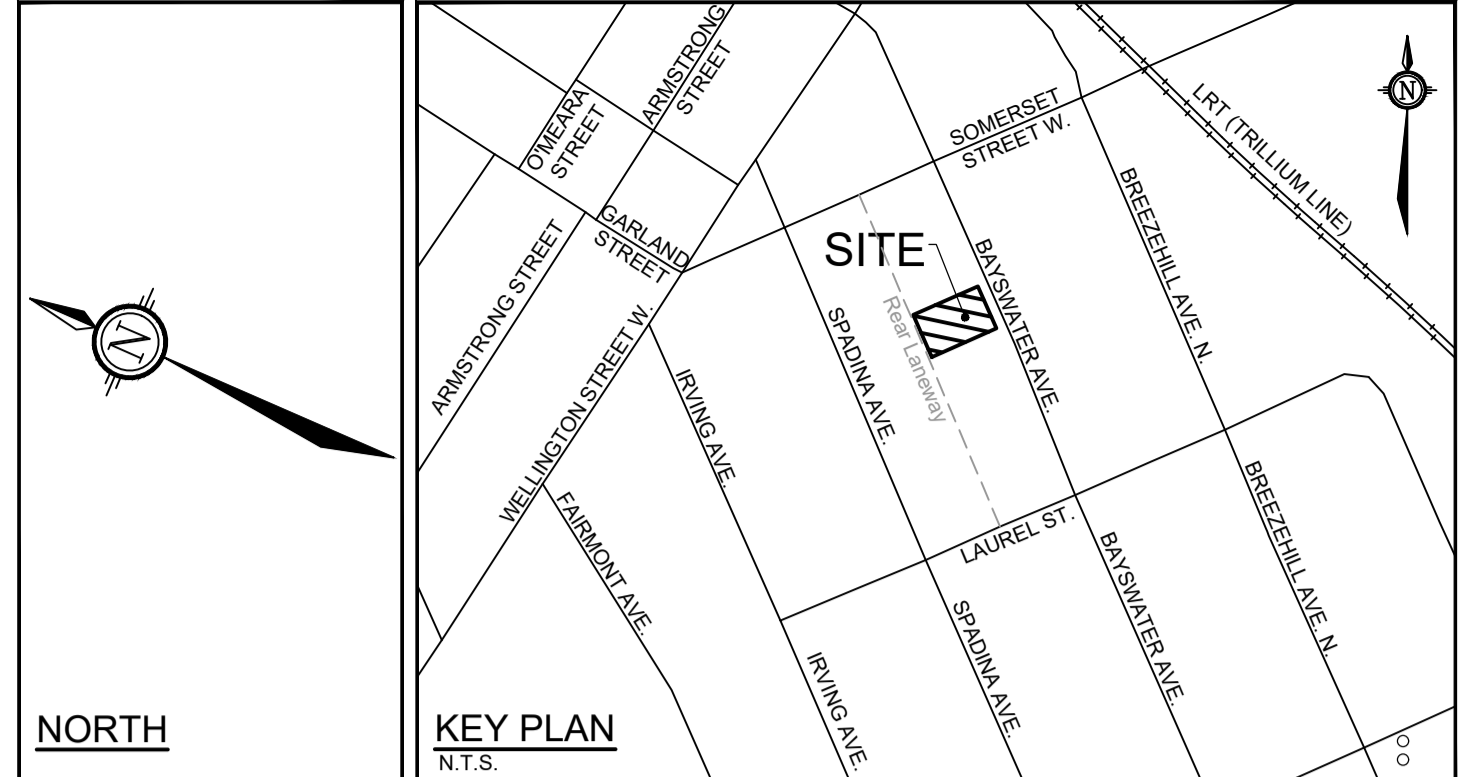 N
NORTH
O'MEARA
STREET
ARMSTRONG
STREET
GARLAND
STREET
ARMSTRONG STREET
WELLINGTON STREET W.
SOMERSET
STREET W.
LRT (TRILLIUM LINE)
N
SITE
Rear Laneway
SPADINA AVE.
BAYSWATER AVE.
BREEZEHILL AVE. N
IRVING AVE.
FAIRMONT AVE.
LAUREL ST.
BREEZEHILL AVE. N.
BAYSWATER AVE.
SPADINA AVE.
IRVING AVE.
KEY PLAN
N.T.S.